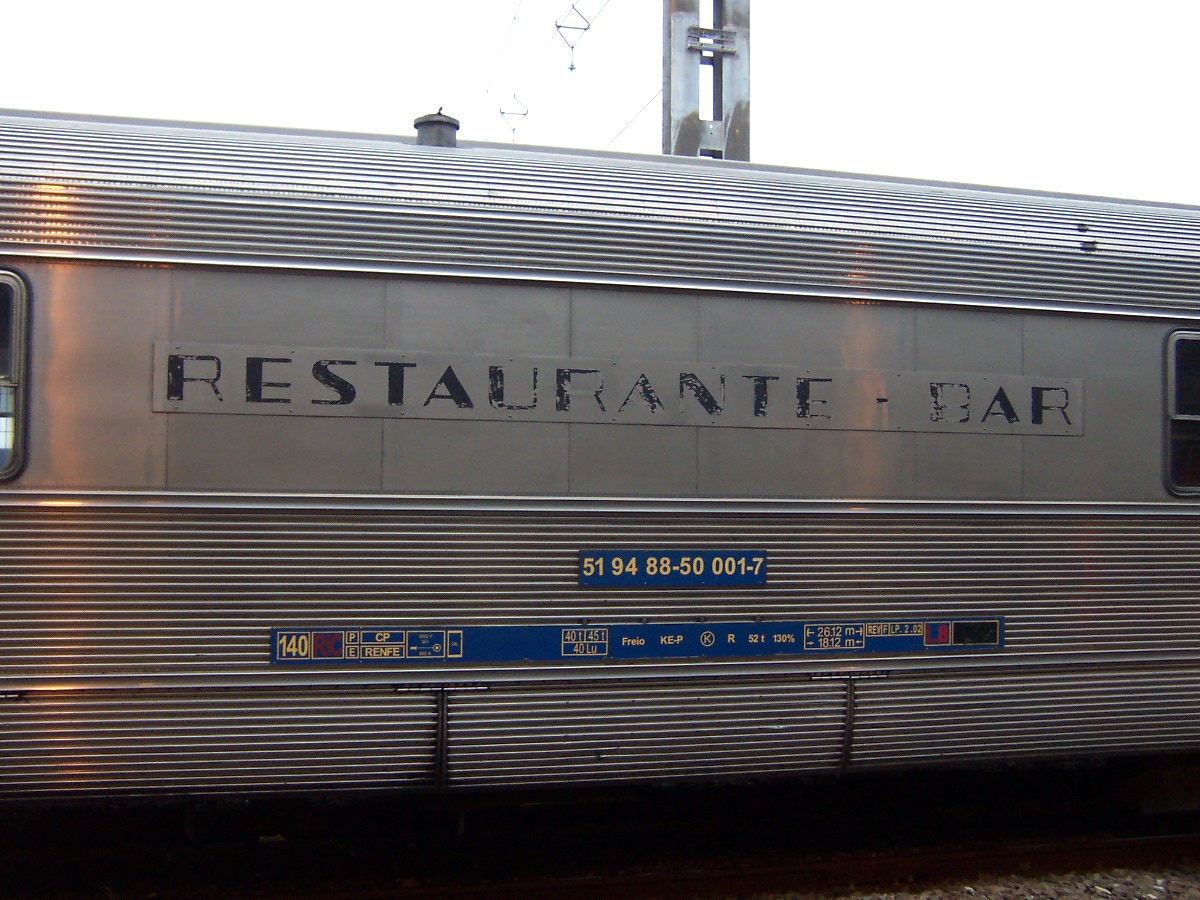 RESTAURANTE - BAR
51 94 88-50 001-7
140 RIC P CP
E RENFE
40 t 45 t
40 Lu
Freio KE-P K R 52 t 130%
26.12 m
18.12 m
REV F LP. 2.02